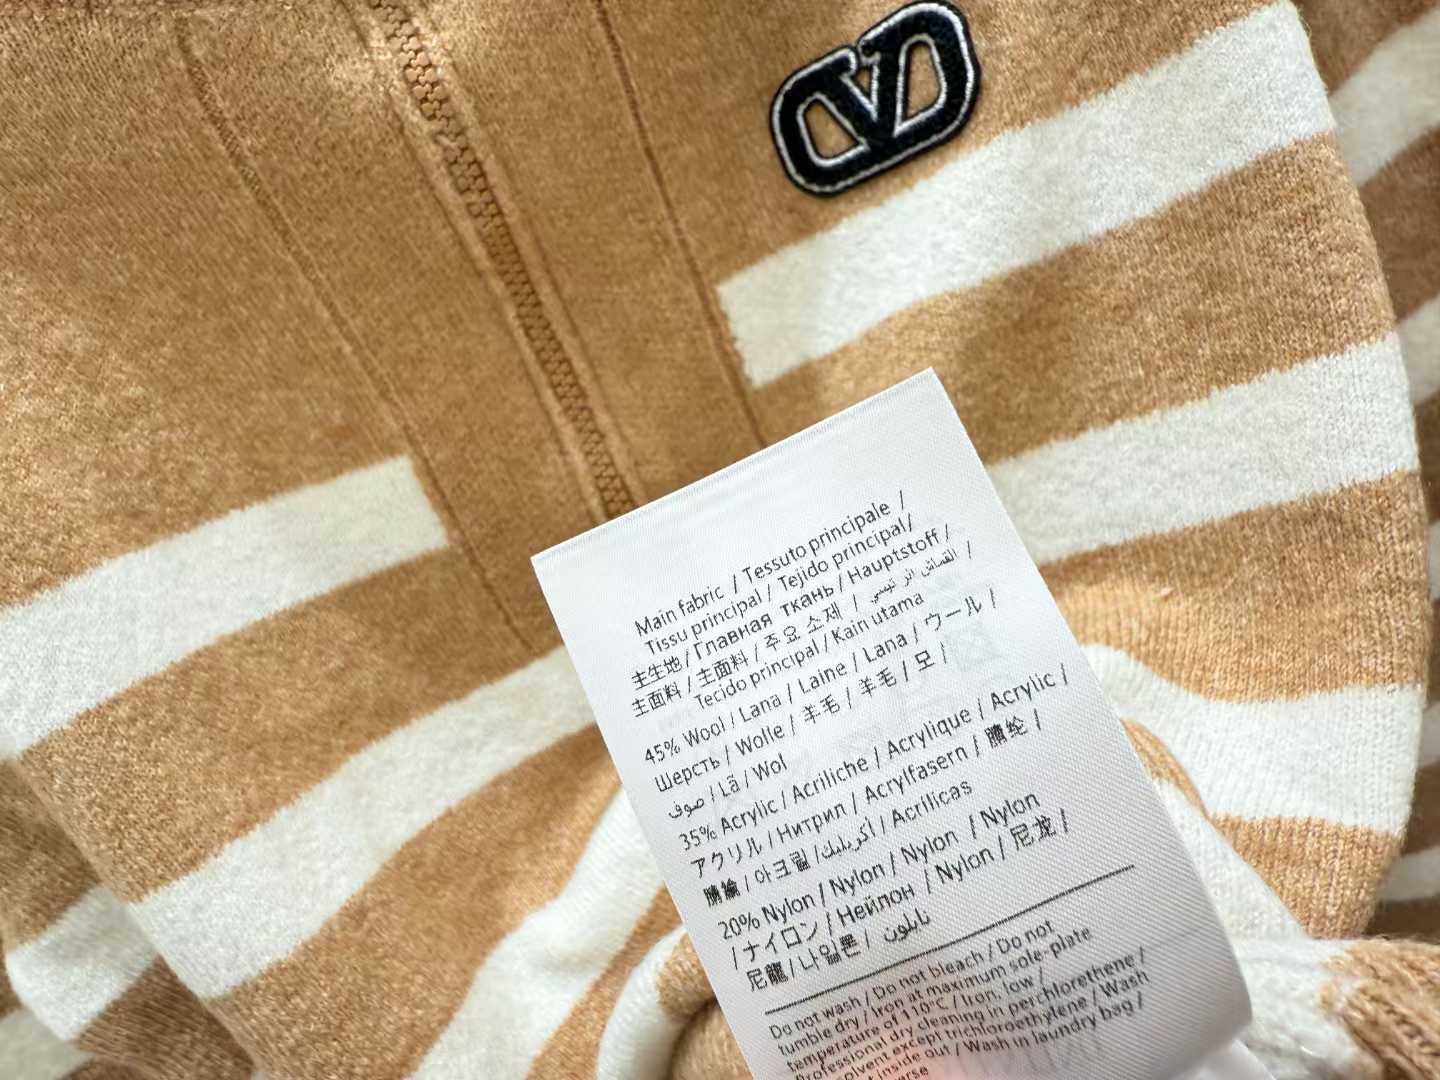 Main fabric / Tessuto principale /
Tissu principal / Tejido principal/
主生地 / Главная ткань / Hauptstoff /
主面料 / 主面料 / 주요 소재 /
Tecido principal / Kain utama
45% Wool / Lana / Laine / Lana / ウール /
Шерсть / Wolle / 羊毛 / 羊毛 / 모 /
صوف / Lã / Wol
35% Acrylic / Acriliche / Acrylique / Acrylic /
アクリル / Нитрил / Acrylfasern / 腈纶 /
아크릴 / أكريليك / Acrilicas
20% Nylon / Nylon / Nylon / Nylon
/ ナイロン / Нейлон / Nylon / 尼龙 /
尼龍 / 나일론 / نايلون
Do not wash / Do not bleach / Do not
tumble dry / Iron at maximum sole-plate
temperature of 110°C / Iron, low /
Professional dry cleaning in perchlorethene /
solvent except trichloroethylene / Wash
inside out / Wash in laundry bag /